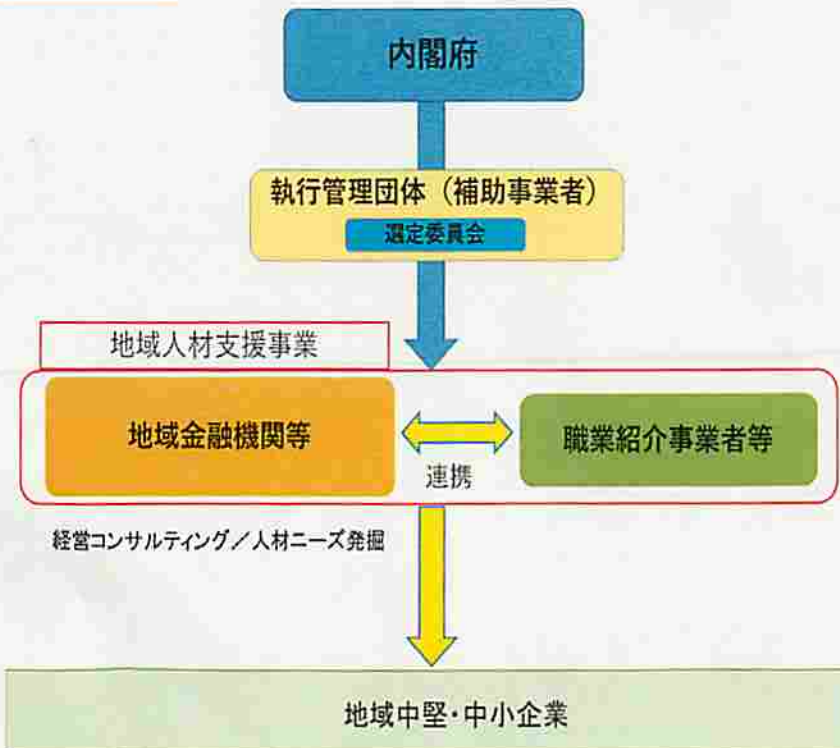 内閣府
執行管理団体（補助事業者）
選定委員会
地域人材支援事業
地域金融機関等
職業紹介事業者等
連携
経営コンサルティング／人材ニーズ発掘
地域中堅・中小企業